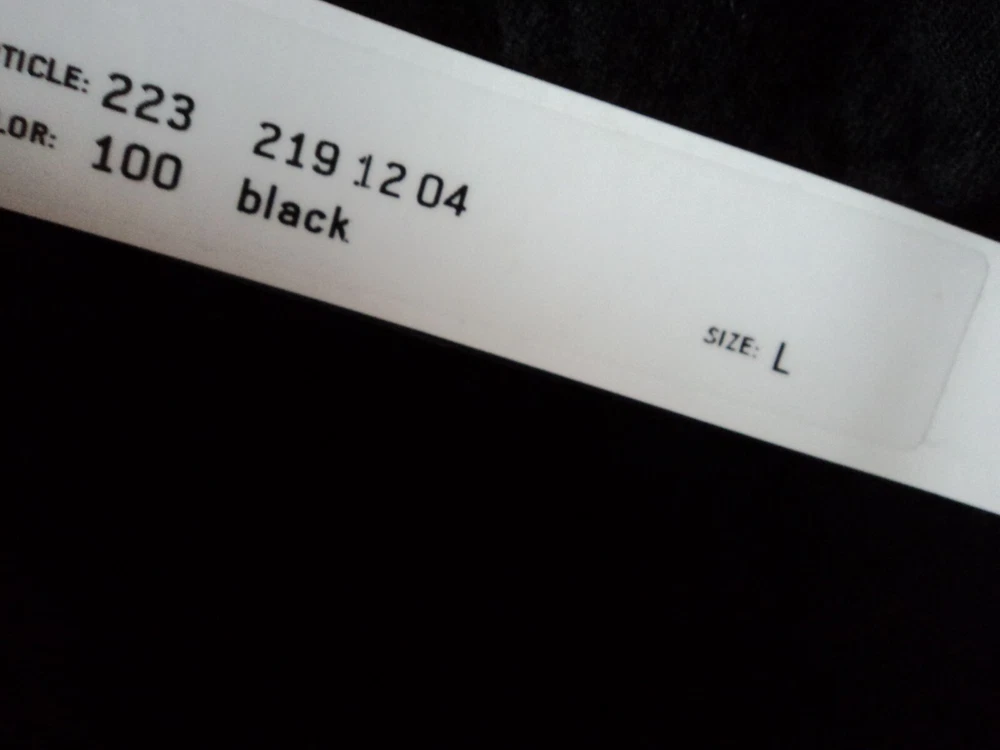 TICLE: 223 219 12 04
LOR: 100 black
SIZE: L